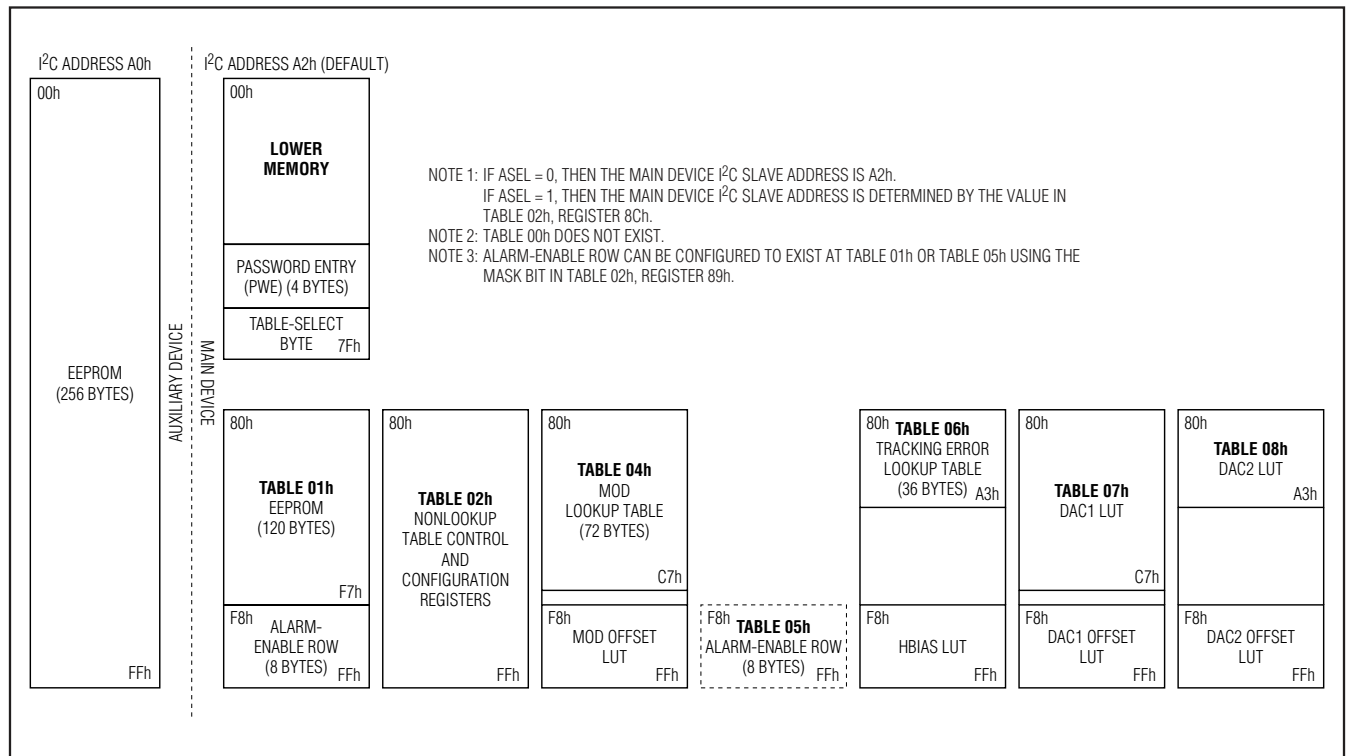 I2C ADDRESS A0h
00h
EEPROM
(256 BYTES)
FFh
AUXILIARY DEVICE
MAIN DEVICE
I2C ADDRESS A2h (DEFAULT)
00h
LOWER
MEMORY
PASSWORD ENTRY
(PWE) (4 BYTES)
TABLE-SELECT
BYTE 7Fh
NOTE 1: IF ASEL = 0, THEN THE MAIN DEVICE I2C SLAVE ADDRESS IS A2h.
IF ASEL = 1, THEN THE MAIN DEVICE I2C SLAVE ADDRESS IS DETERMINED BY THE VALUE IN
TABLE 02h, REGISTER 8Ch.
NOTE 2: TABLE 00h DOES NOT EXIST.
NOTE 3: ALARM-ENABLE ROW CAN BE CONFIGURED TO EXIST AT TABLE 01h OR TABLE 05h USING THE
MASK BIT IN TABLE 02h, REGISTER 89h.
80h
TABLE 01h
EEPROM
(120 BYTES)
F7h
F8h
ALARM-
ENABLE ROW
(8 BYTES)
FFh
80h
TABLE 02h
NONLOOKUP
TABLE CONTROL
AND
CONFIGURATION
REGISTERS
FFh
80h
TABLE 04h
MOD
LOOKUP TABLE
(72 BYTES)
C7h
F8h
MOD OFFSET
LUT
FFh
F8h
TABLE 05h
ALARM-ENABLE ROW
(8 BYTES)
FFh
80h
TABLE 06h
TRACKING ERROR
LOOKUP TABLE
(36 BYTES)
A3h
F8h
HBIAS LUT
FFh
80h
TABLE 07h
DAC1 LUT
C7h
F8h
DAC1 OFFSET
LUT
FFh
80h
TABLE 08h
DAC2 LUT
A3h
F8h
DAC2 OFFSET
LUT
FFh